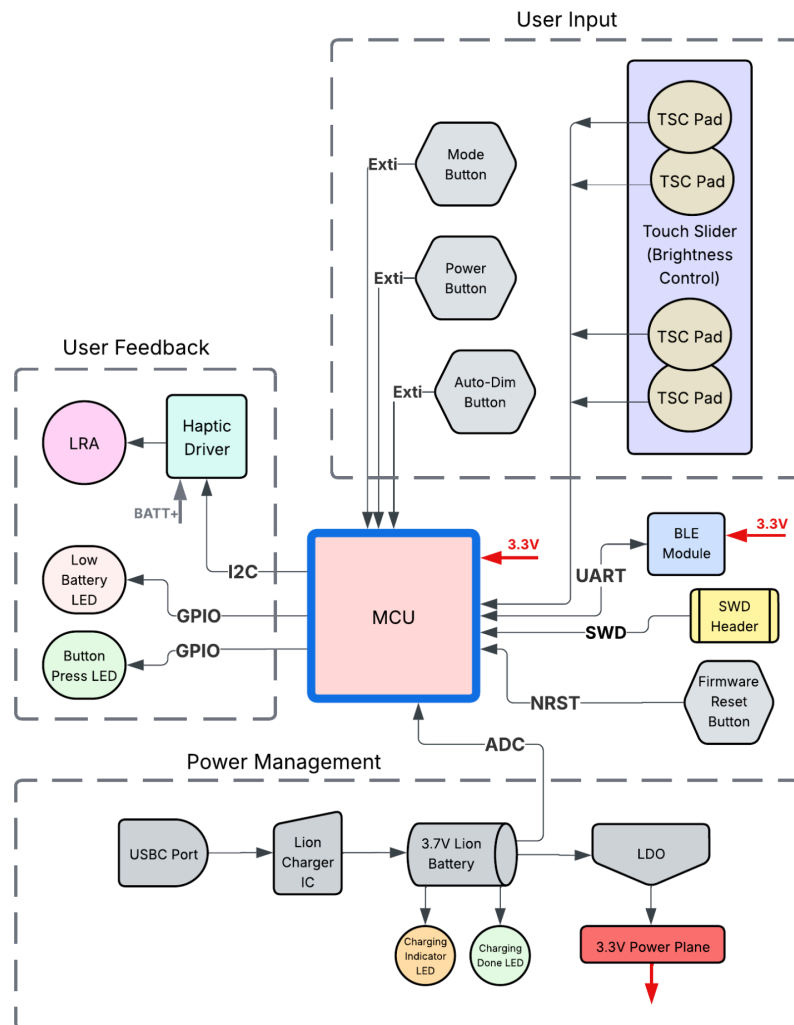 User Input
TSC Pad
TSC Pad
Touch Slider
(Brightness
Control)
TSC Pad
TSC Pad
Exti
Mode
Button
Exti
Power
Button
Exti
Auto-Dim
Button
User Feedback
LRA
Haptic
Driver
BATT+
I2C
Low
Battery
LED
GPIO
Button
Press LED
GPIO
MCU
3.3V
BLE
Module
3.3V
UART
SWD
Header
SWD
Firmware
Reset
Button
NRST
ADC
Power Management
USBC Port
Lion
Charger
IC
3.7V Lion
Battery
LDO
Charging
Indicator
LED
Charging
Done LED
3.3V Power Plane